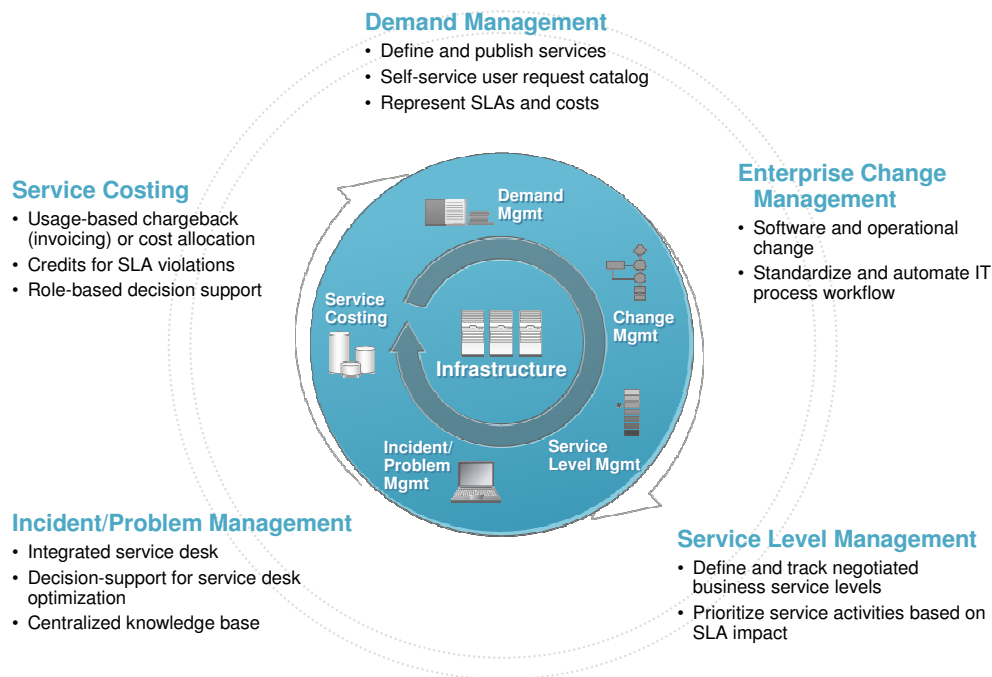 Demand Management
• Define and publish services
• Self-service user request catalog
• Represent SLAs and costs
Service Costing
• Usage-based chargeback
(invoicing) or cost allocation
• Credits for SLA violations
• Role-based decision support
Enterprise Change
Management
• Software and operational
change
• Standardize and automate IT
process workflow
Demand
Mgmt
Service
Costing
Change
Mgmt
Infrastructure
Incident/
Problem
Mgmt
Service
Level Mgmt
Incident/Problem Management
• Integrated service desk
• Decision-support for service desk
optimization
• Centralized knowledge base
Service Level Management
• Define and track negotiated
business service levels
• Prioritize service activities based on
SLA impact